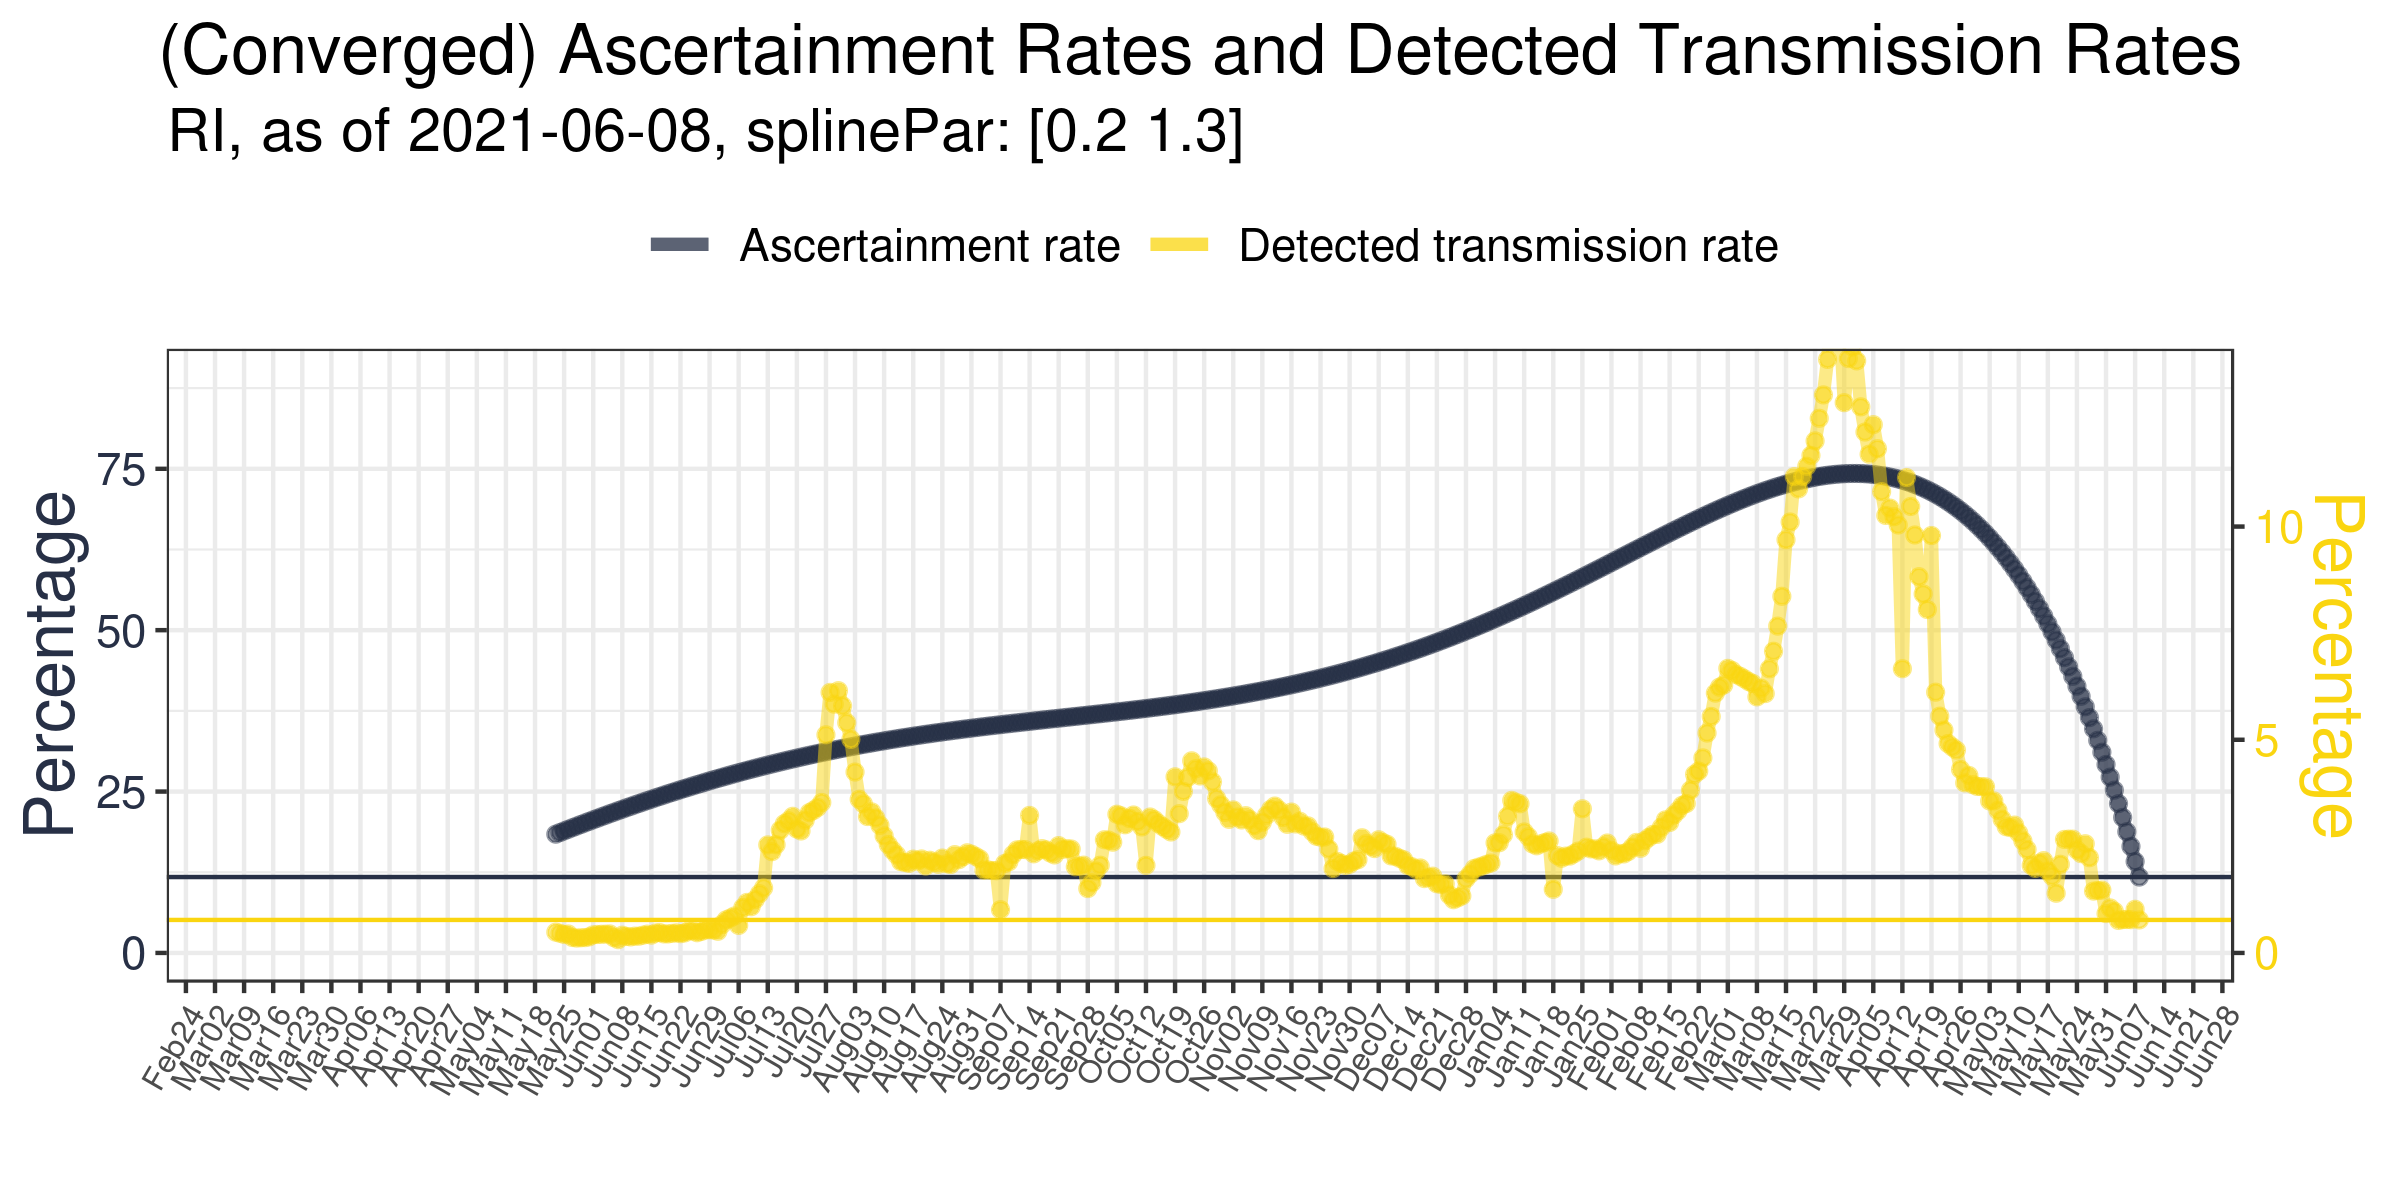 (Converged) Ascertainment Rates and Detected Transmission Rates
RI, as of 2021-06-08, splinePar: [0.2 1.3]
Ascertainment rate Detected transmission rate
Percentage
75
50
25
0
10
5
0
Percentage
Feb24 Mar02 Mar09 Mar16 Mar23 Mar30 Apr06 Apr13 Apr20 Apr27 May04 May11 May18 May25 Jun01 Jun08 Jun15 Jun22 Jun29 Jul06 Jul13 Jul20 Jul27 Aug03 Aug10 Aug17 Aug24 Aug31 Sep07 Sep14 Sep21 Sep28 Oct05 Oct12 Oct19 Oct26 Nov02 Nov09 Nov16 Nov23 Nov30 Dec07 Dec14 Dec21 Dec28 Jan04 Jan11 Jan18 Jan25 Feb01 Feb08 Feb15 Feb22 Mar01 Mar08 Mar15 Mar22 Mar29 Apr05 Apr12 Apr19 Apr26 May03 May10 May17 May24 May31 Jun07 Jun14 Jun21 Jun28